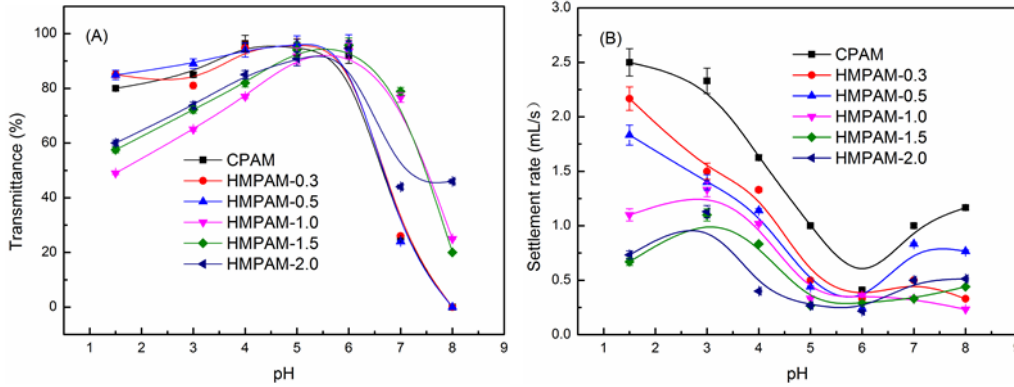 (A)
Transmittance (%)
100
80
60
40
20
0
CPAM
HMPAM-0.3
HMPAM-0.5
HMPAM-1.0
HMPAM-1.5
HMPAM-2.0
1 2 3 4 5 6 7 8 9
pH
(B)
Settlement rate (mL/s)
3.0
2.5
2.0
1.5
1.0
0.5
0.0
CPAM
HMPAM-0.3
HMPAM-0.5
HMPAM-1.0
HMPAM-1.5
HMPAM-2.0
1 2 3 4 5 6 7 8 9
pH